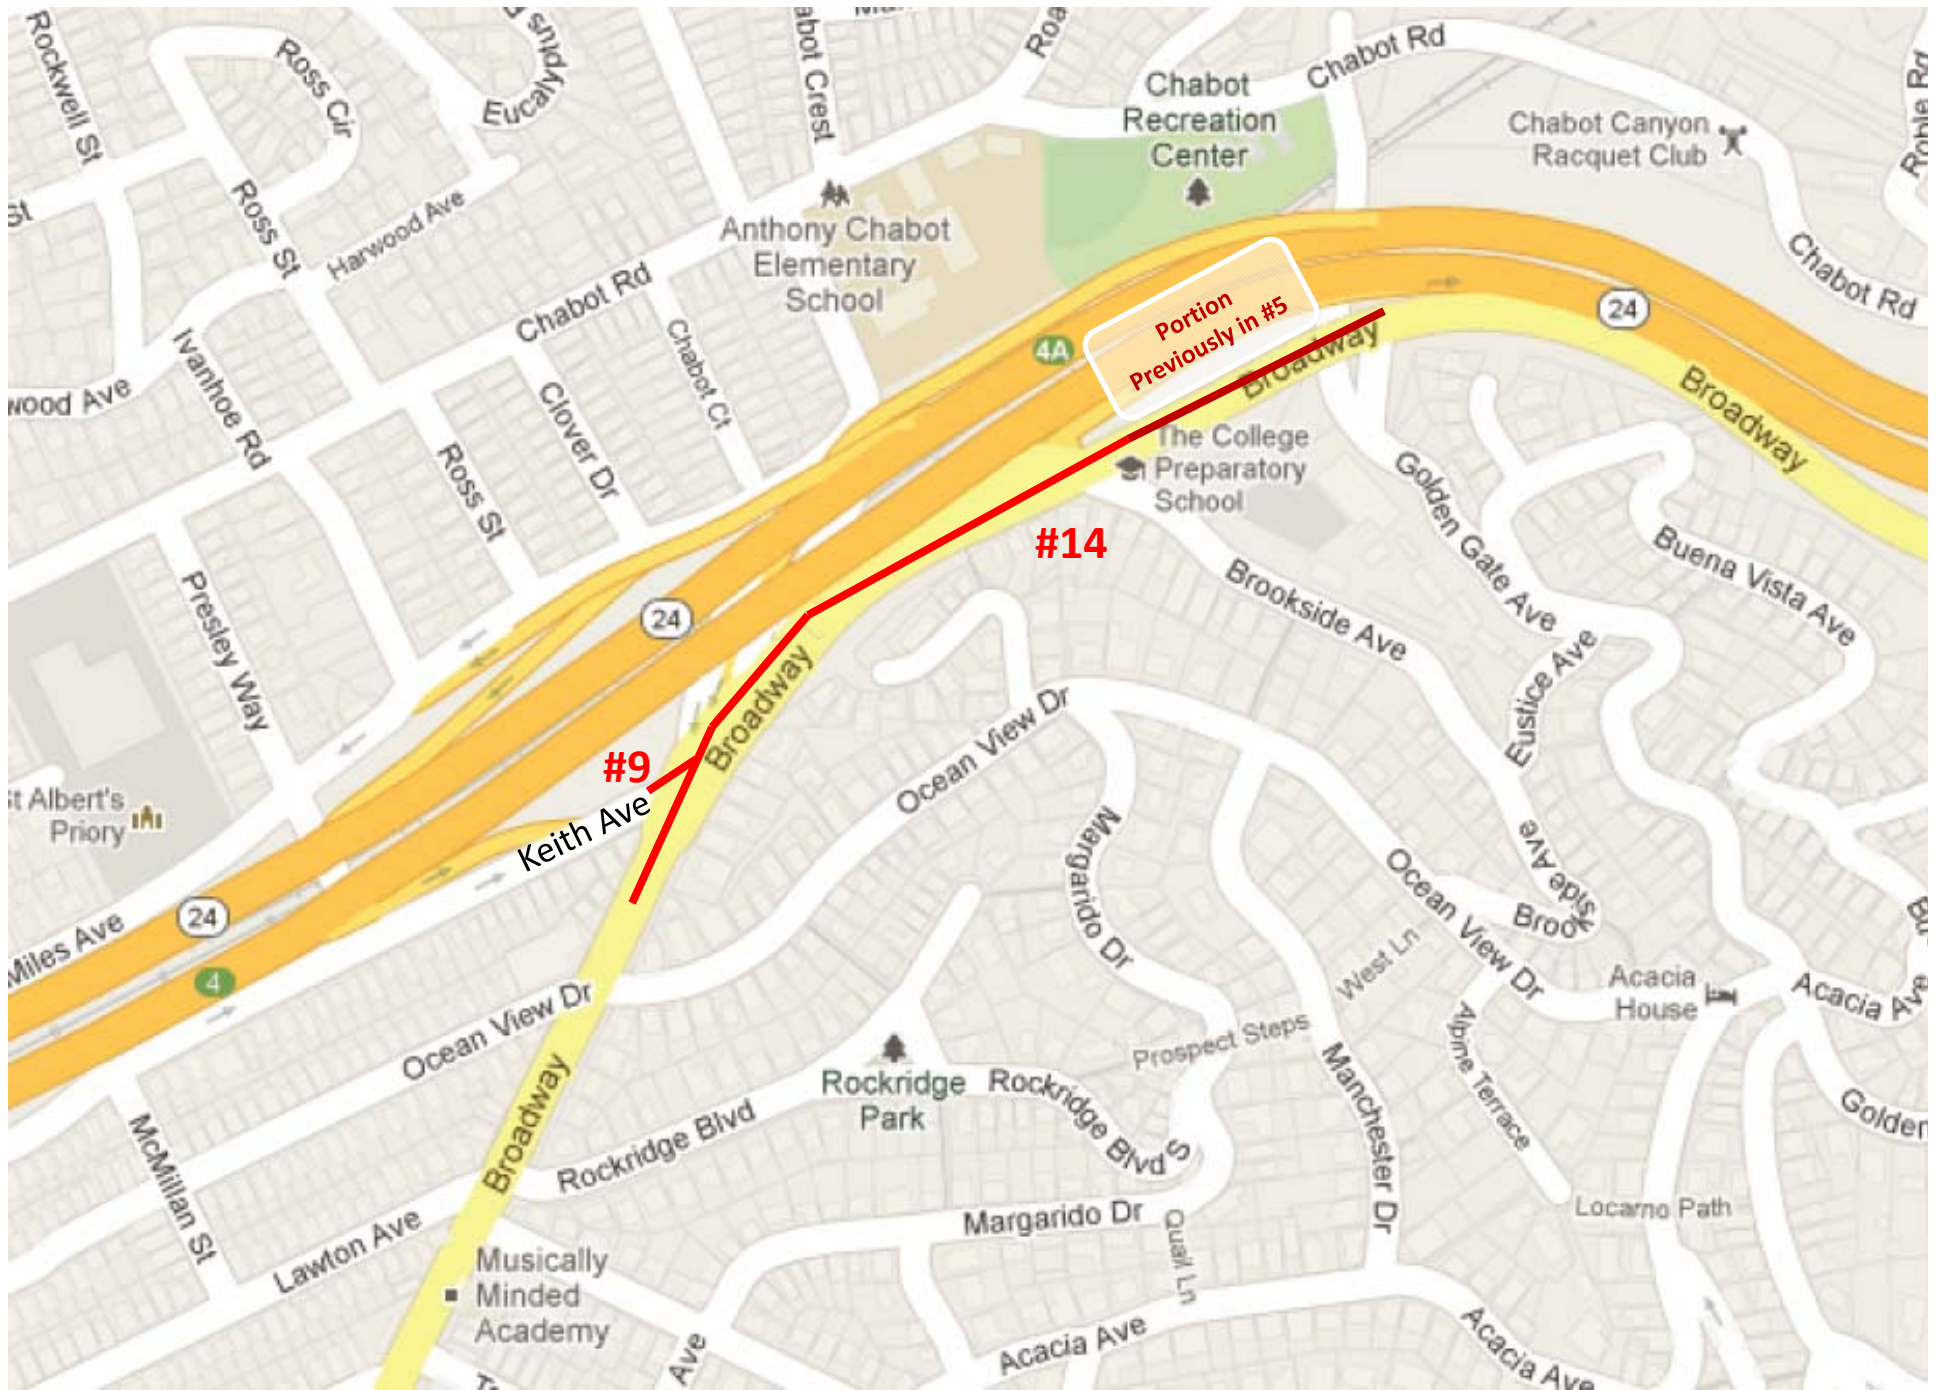 Rockwell St
Ross Cir
Eucalyptus
abot Crest
Roa
Chabot Rd
Chabot
Recreation
Center
Chabot Canyon
Racquet Club
Roble Rd
St
Ross St
Harwood Ave
Anthony Chabot
Elementary
School
Chabot Rd
Chabot Rd
Portion
Previously in #5
24
4A
Broadway
Broadway
wood Ave
Ivanhoe Rd
Clover Dr
Chabot Ct
Ross St
The College
Preparatory
School
Golden Gate Ave
#14
Buena Vista Ave
Brookside Ave
Eustice Ave
Presley Way
24
Broadway
#9
Keith Ave
Ocean View Dr
Margarido Dr
st Albert's
Priory
24
Miles Ave
4
Ocean View Dr
Brook
side Ave
West Ln
Acacia
House
Acacia Ave
Bu
Ocean View Dr
Alpine Terrace
Prospect Steps
Manchester Dr
Rockridge
Park
Rockridge Blvd S
Golden
Broadway
McMillan St
Rockridge Blvd
Margarido Dr
Quail Ln
Locarno Path
Lawton Ave
Musically
Minded
Academy
Ave
Acacia Ave
Acacia Ave